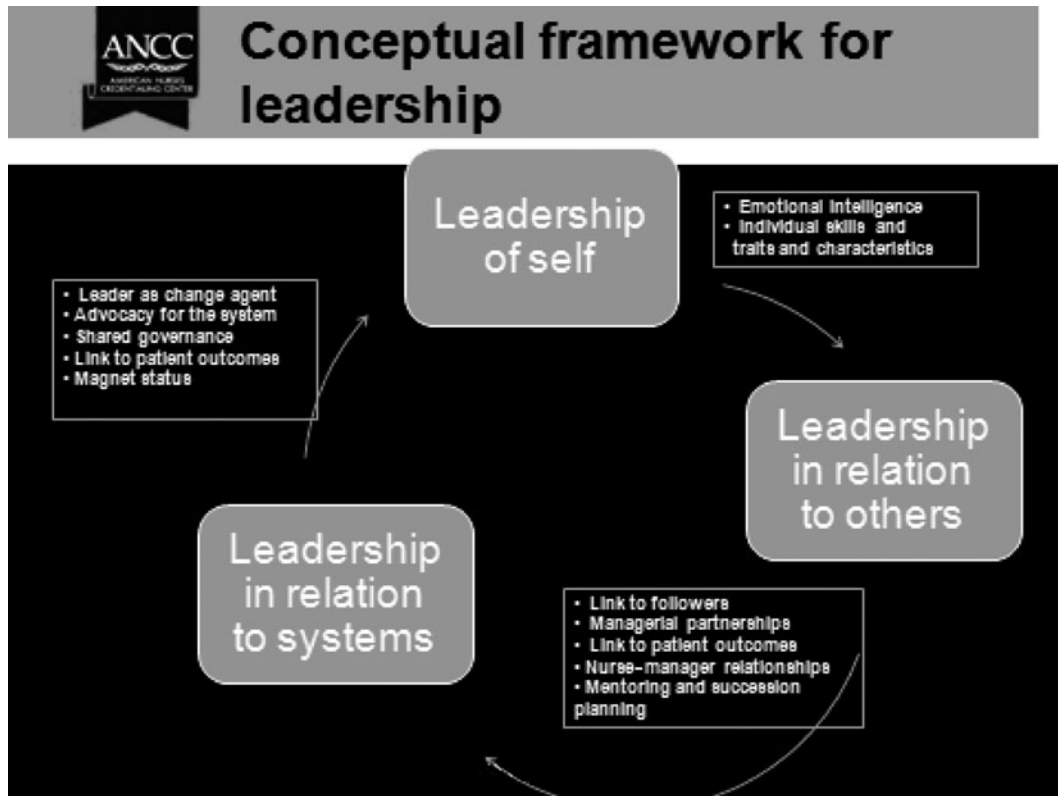 ANCC
AMERICAN NURSES
CREDENTIALING CENTER
Conceptual framework for
leadership
Leadership
of self
• Emotional intelligence
• Individual skills and
traits and characteristics
• Leader as change agent
• Advocacy for the system
• Shared governance
• Link to patient outcomes
• Magnet status
Leadership
in relation
to others
Leadership
in relation
to systems
• Link to followers
• Managerial partnerships
• Link to patient outcomes
• Nurse-manager relationships
• Mentoring and succession
planning